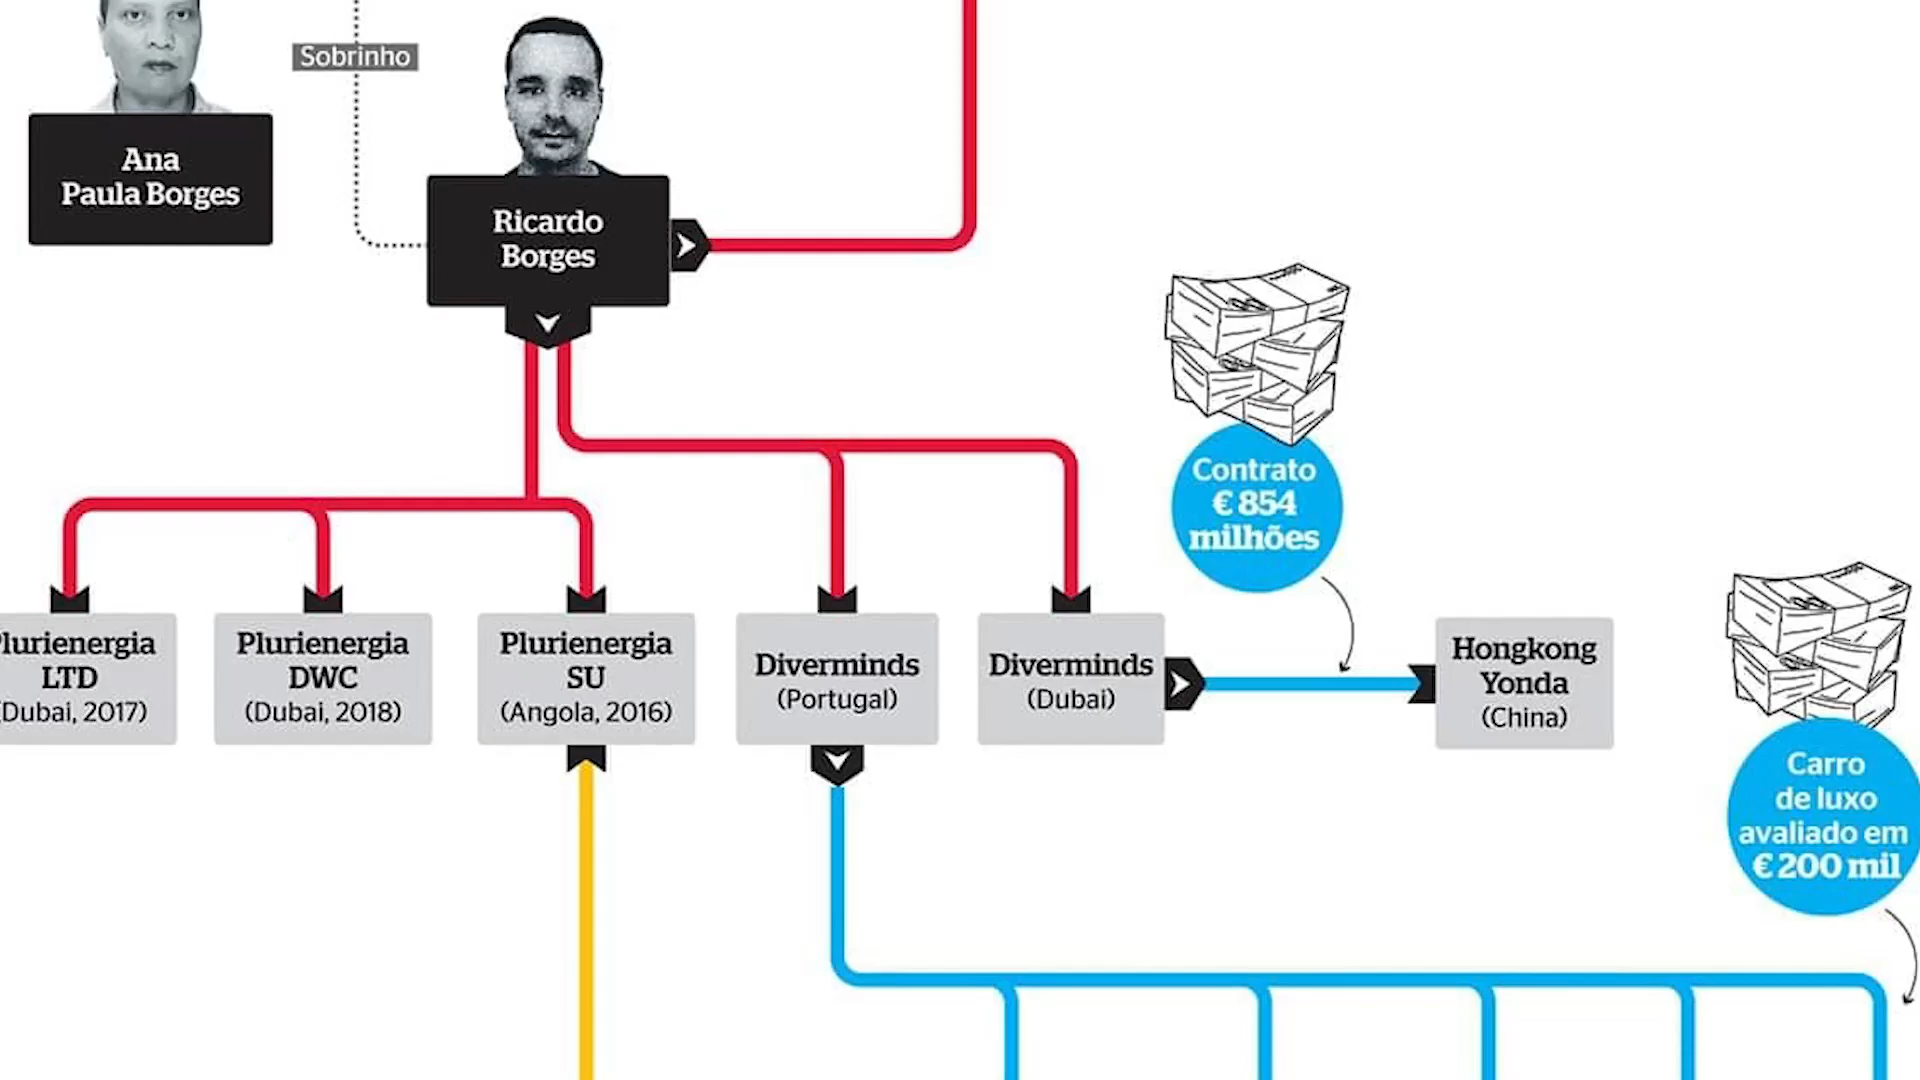 Sobrinho
Ana
Paula Borges
Ricardo
Borges
Contrato
€ 854
milhões
lurienergia
LTD
(Dubai, 2017)
Plurienergia
DWC
(Dubai, 2018)
Plurienergia
SU
(Angola, 2016)
Diverminds
(Portugal)
Diverminds
(Dubai)
Hongkong
Yonda
(China)
Carro
de luxo
avaliado em
€ 200 mil